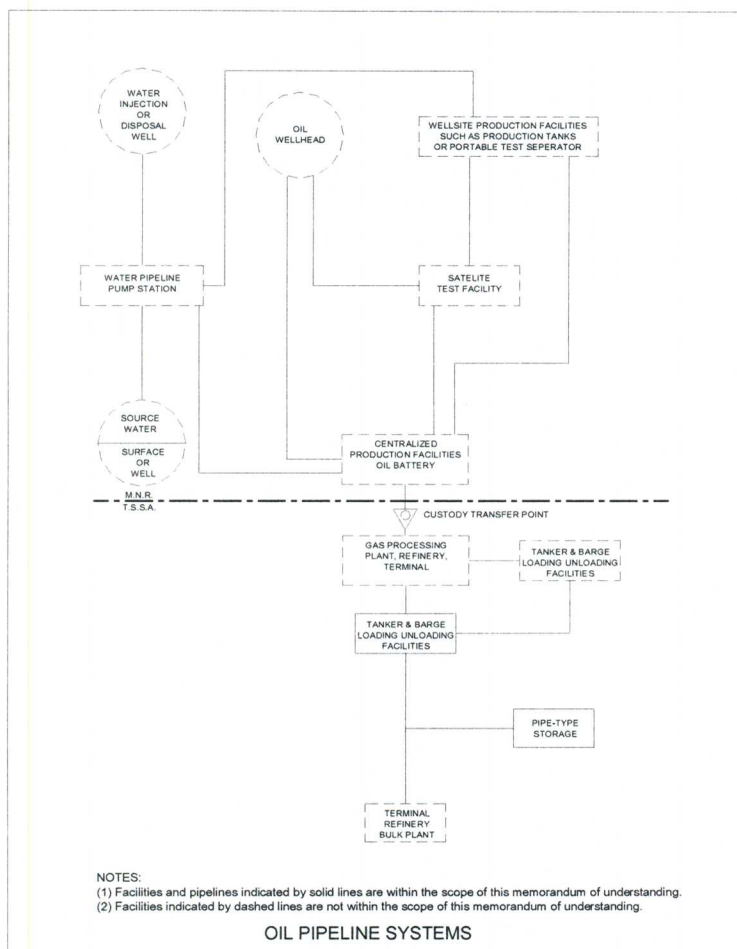 WATER
INJECTION
OR
DISPOSAL
WELL
OIL
WELLHEAD
WELLSITE PRODUCTION FACILITIES
SUCH AS PRODUCTION TANKS
OR PORTABLE TEST SEPERATOR
WATER PIPELINE
PUMP STATION
SATELITE
TEST FACILITY
SOURCE
WATER
SURFACE
OR
WELL
CENTRALIZED
PRODUCTION FACILITIES
OIL BATTERY
M.N.R.
T.S.S.A.
CUSTODY TRANSFER POINT
GAS PROCESSING
PLANT, REFINERY,
TERMINAL
TANKER & BARGE
LOADING UNLOADING
FACILITIES
TANKER & BARGE
LOADING UNLOADING
FACILITIES
PIPE-TYPE
STORAGE
TERMINAL
REFINERY
BULK PLANT
NOTES:
(1) Facilities and pipelines indicated by solid lines are within the scope of this memorandum of understanding.
(2) Facilities indicated by dashed lines are not within the scope of this memorandum of understanding.
OIL PIPELINE SYSTEMS